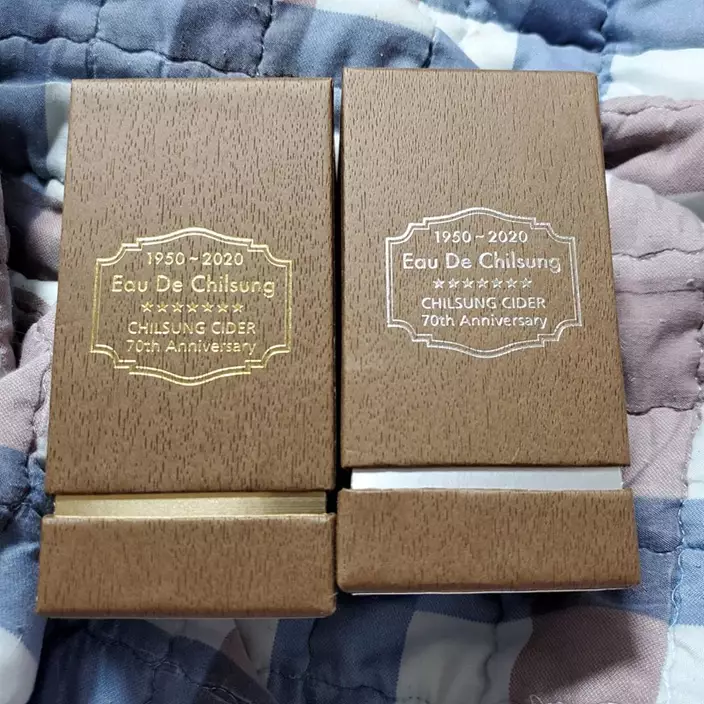 1950~2020
Eau De Chilsung
★★★★★★★
CHILSUNG CIDER
70th Anniversary
1950~2020
Eau De Chilsung
★★★★★★★
CHILSUNG CIDER
70th Anniversary